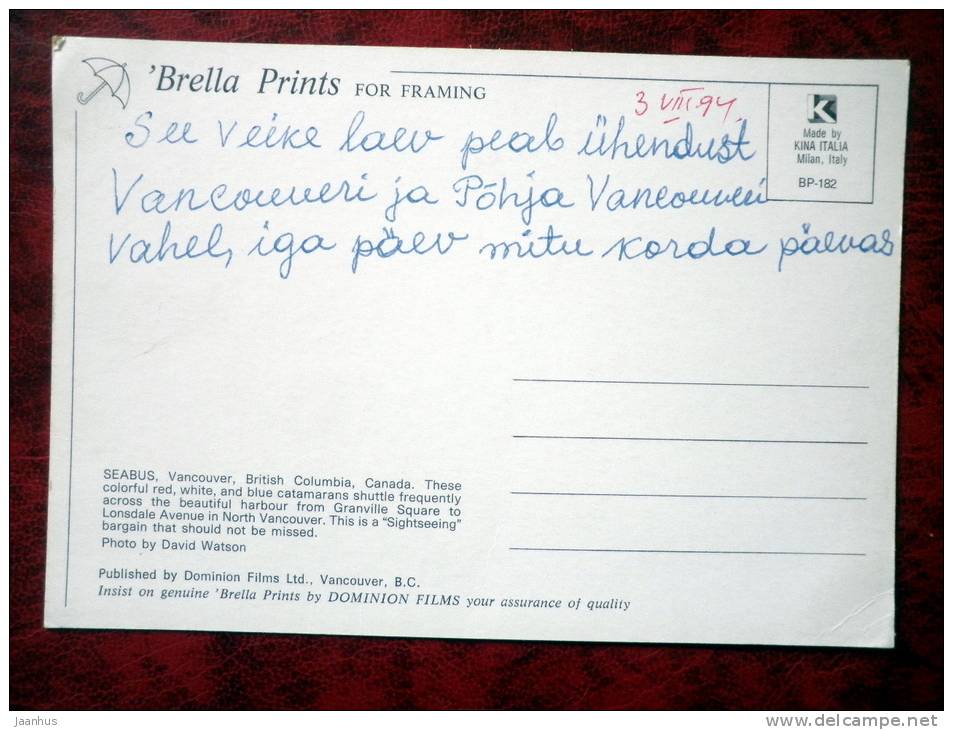 'Brella Prints FOR FRAMING
3 VIII 94.
K
Made by
KINA ITALIA
Milan, Italy
BP-182
See veike laev peab ühendust
Vancouveri ja Põhja Vancouveri
vahel, iga päev mitu korda päevas
SEABUS, Vancouver, British Columbia, Canada. These
colorful red, white, and blue catamarans shuttle frequently
across the beautiful harbour from Granville Square to
Lonsdale Avenue in North Vancouver. This is a "Sightseeing"
bargain that should not be missed.
Photo by David Watson
Published by Dominion Films Ltd., Vancouver, B.C.
Insist on genuine 'Brella Prints by DOMINION FILMS your assurance of quality
Jaanhus
www.delcampe.net